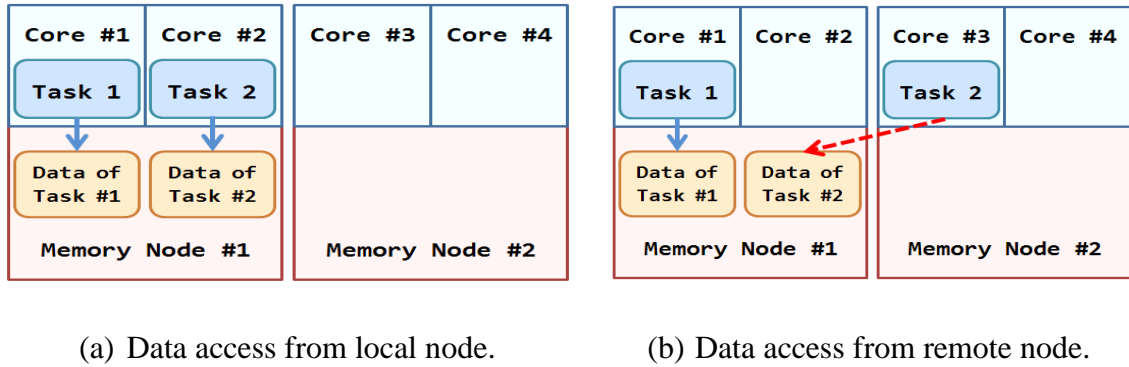 Core #1 Core #2 Core #3 Core #4
Task 1 Task 2
Data of Task #1
Data of Task #2
Memory Node #1 Memory Node #2
(a) Data access from local node.
Core #1 Core #2 Core #3 Core #4
Task 1 Task 2
Data of Task #1
Data of Task #2
Memory Node #1 Memory Node #2
(b) Data access from remote node.